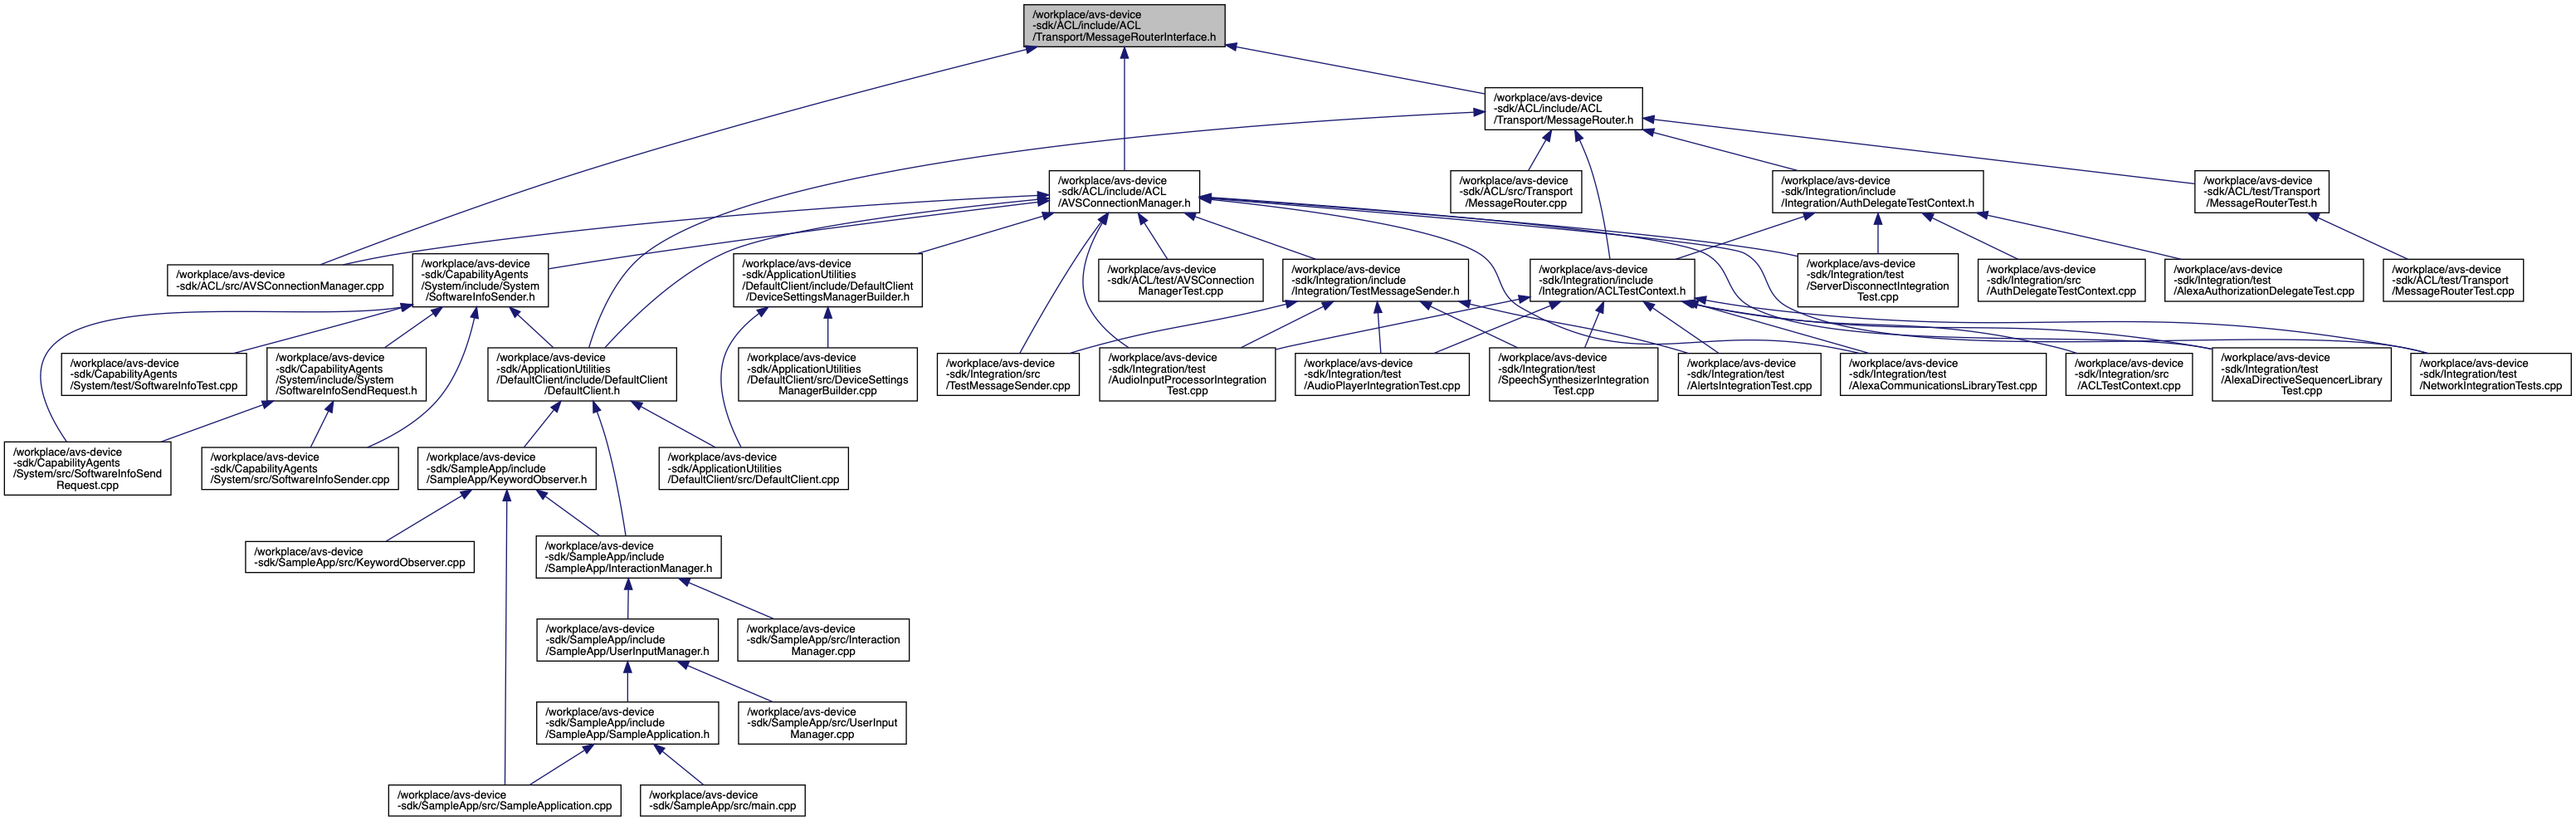 /workplace/avs-device
-sdk/ACL/include/ACL
/Transport/MessageRouterInterface.h
/workplace/avs-device
-sdk/ACL/include/ACL
/Transport/MessageRouter.h
/workplace/avs-device
-sdk/ACL/include/ACL
/AVSConnectionManager.h
/workplace/avs-device
-sdk/ACL/src/Transport
/MessageRouter.cpp
/workplace/avs-device
-sdk/Integration/include
/Integration/AuthDelegateTestContext.h
/workplace/avs-device
-sdk/ACL/test/Transport
/MessageRouterTest.h
/workplace/avs-device
-sdk/ACL/src/AVSConnectionManager.cpp
/workplace/avs-device
-sdk/CapabilityAgents
/System/include/System
/SoftwareInfoSender.h
/workplace/avs-device
-sdk/ApplicationUtilities
/DefaultClient/include/DefaultClient
/DeviceSettingsManagerBuilder.h
/workplace/avs-device
-sdk/ACL/test/AVSConnection
ManagerTest.cpp
/workplace/avs-device
-sdk/Integration/include
/Integration/TestMessageSender.h
/workplace/avs-device
-sdk/Integration/include
/Integration/ACLTestContext.h
/workplace/avs-device
-sdk/Integration/test
/ServerDisconnectIntegration
Test.cpp
/workplace/avs-device
-sdk/Integration/src
/AuthDelegateTestContext.cpp
/workplace/avs-device
-sdk/Integration/test
/AlexaAuthorizationDelegateTest.cpp
/workplace/avs-device
-sdk/ACL/test/Transport
/MessageRouterTest.cpp
/workplace/avs-device
-sdk/CapabilityAgents
/System/test/SoftwareInfoTest.cpp
/workplace/avs-device
-sdk/CapabilityAgents
/System/include/System
/SoftwareInfoSendRequest.h
/workplace/avs-device
-sdk/ApplicationUtilities
/DefaultClient/include/DefaultClient
/DefaultClient.h
/workplace/avs-device
-sdk/ApplicationUtilities
/DefaultClient/src/DeviceSettings
ManagerBuilder.cpp
/workplace/avs-device
-sdk/Integration/src
/TestMessageSender.cpp
/workplace/avs-device
-sdk/Integration/test
/AudioInputProcessorIntegration
Test.cpp
/workplace/avs-device
-sdk/Integration/test
/AudioPlayerIntegrationTest.cpp
/workplace/avs-device
-sdk/Integration/test
/SpeechSynthesizerIntegration
Test.cpp
/workplace/avs-device
-sdk/Integration/test
/AlertsIntegrationTest.cpp
/workplace/avs-device
-sdk/Integration/test
/AlexaCommunicationsLibraryTest.cpp
/workplace/avs-device
-sdk/Integration/src
/ACLTestContext.cpp
/workplace/avs-device
-sdk/Integration/test
/AlexaDirectiveSequencerLibrary
Test.cpp
/workplace/avs-device
-sdk/Integration/test
/NetworkIntegrationTests.cpp
/workplace/avs-device
-sdk/CapabilityAgents
/System/src/SoftwareInfoSend
Request.cpp
/workplace/avs-device
-sdk/CapabilityAgents
/System/src/SoftwareInfoSender.cpp
/workplace/avs-device
-sdk/SampleApp/include
/SampleApp/KeywordObserver.h
/workplace/avs-device
-sdk/ApplicationUtilities
/DefaultClient/src/DefaultClient.cpp
/workplace/avs-device
-sdk/SampleApp/src/KeywordObserver.cpp
/workplace/avs-device
-sdk/SampleApp/include
/SampleApp/InteractionManager.h
/workplace/avs-device
-sdk/SampleApp/include
/SampleApp/UserInputManager.h
/workplace/avs-device
-sdk/SampleApp/src/Interaction
Manager.cpp
/workplace/avs-device
-sdk/SampleApp/include
/SampleApp/SampleApplication.h
/workplace/avs-device
-sdk/SampleApp/src/UserInput
Manager.cpp
/workplace/avs-device
-sdk/SampleApp/src/SampleApplication.cpp
/workplace/avs-device
-sdk/SampleApp/src/main.cpp